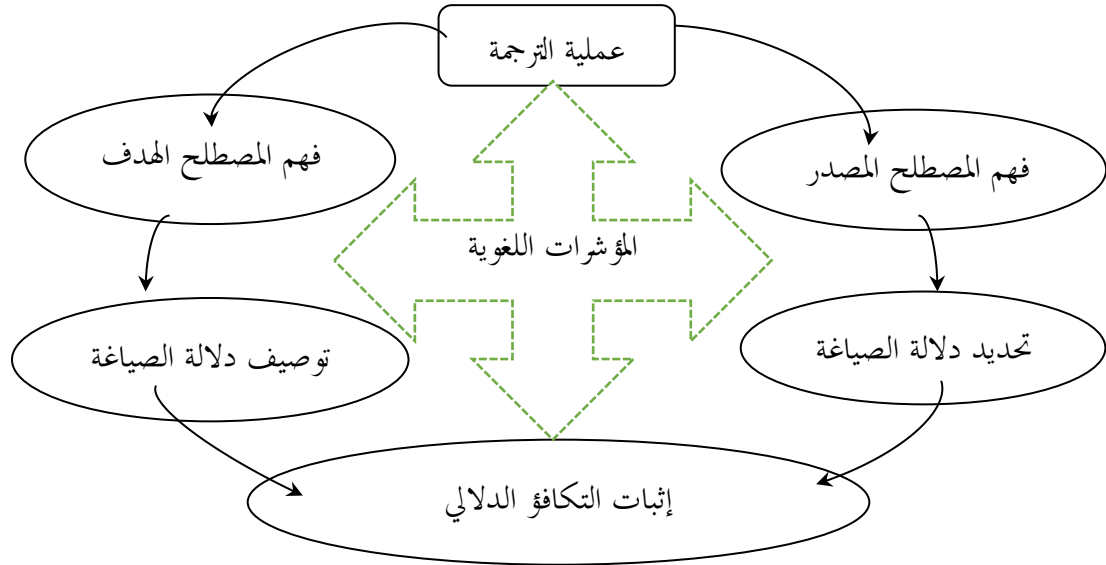 عملية الترجمة
فهم المصطلح المصدر
فهم المصطلح الهدف
المؤشرات اللغوية
تحديد دلالة الصياغة
توصيف دلالة الصياغة
إثبات التكافؤ الدلالي